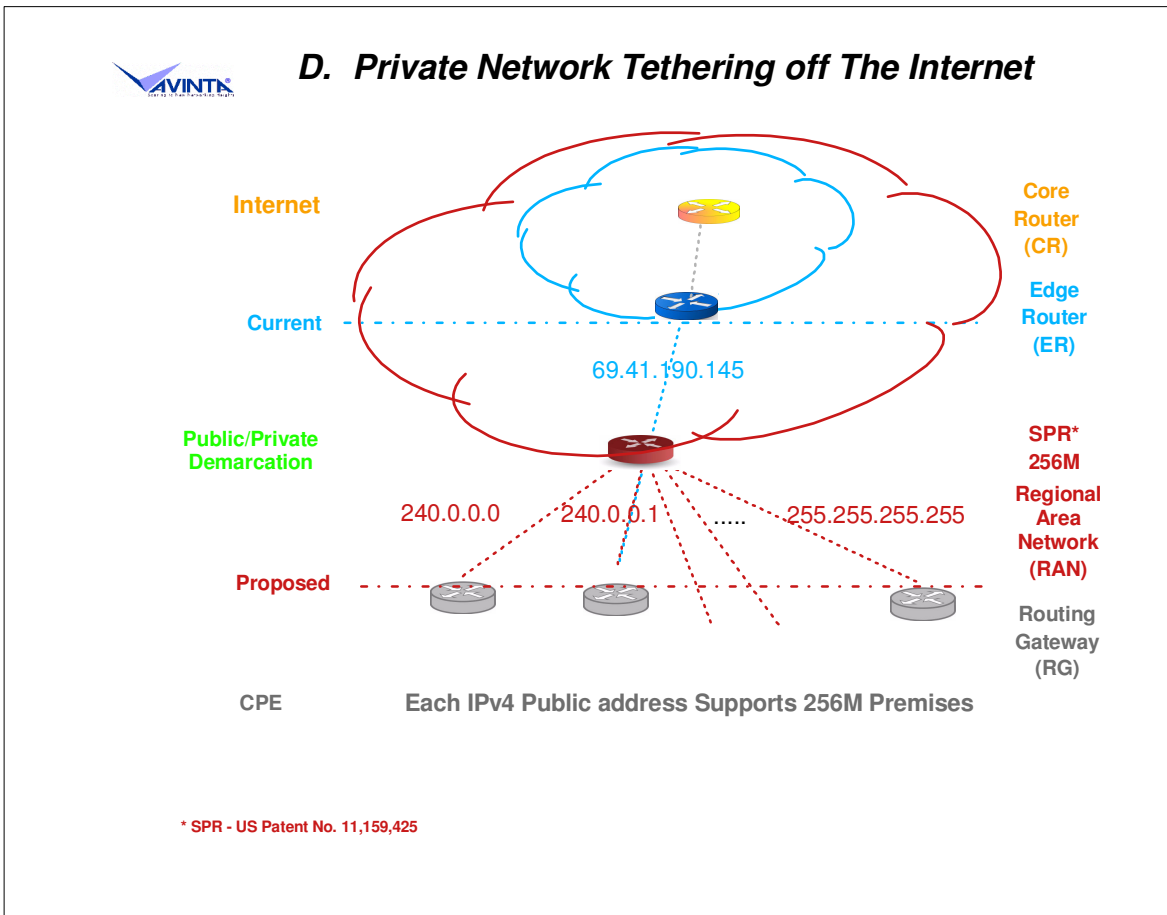 D. Private Network Tethering off The Internet
AVINTA®
Internet
Core
Router
(CR)
Current
Edge
Router
(ER)
69.41.190.145
Public/Private
Demarcation
SPR*
256M
240.0.0.0
240.0.0.1
.....
255.255.255.255
Regional
Area
Network
(RAN)
Proposed
Routing
Gateway
(RG)
CPE
Each IPv4 Public address Supports 256M Premises
* SPR - US Patent No. 11,159,425